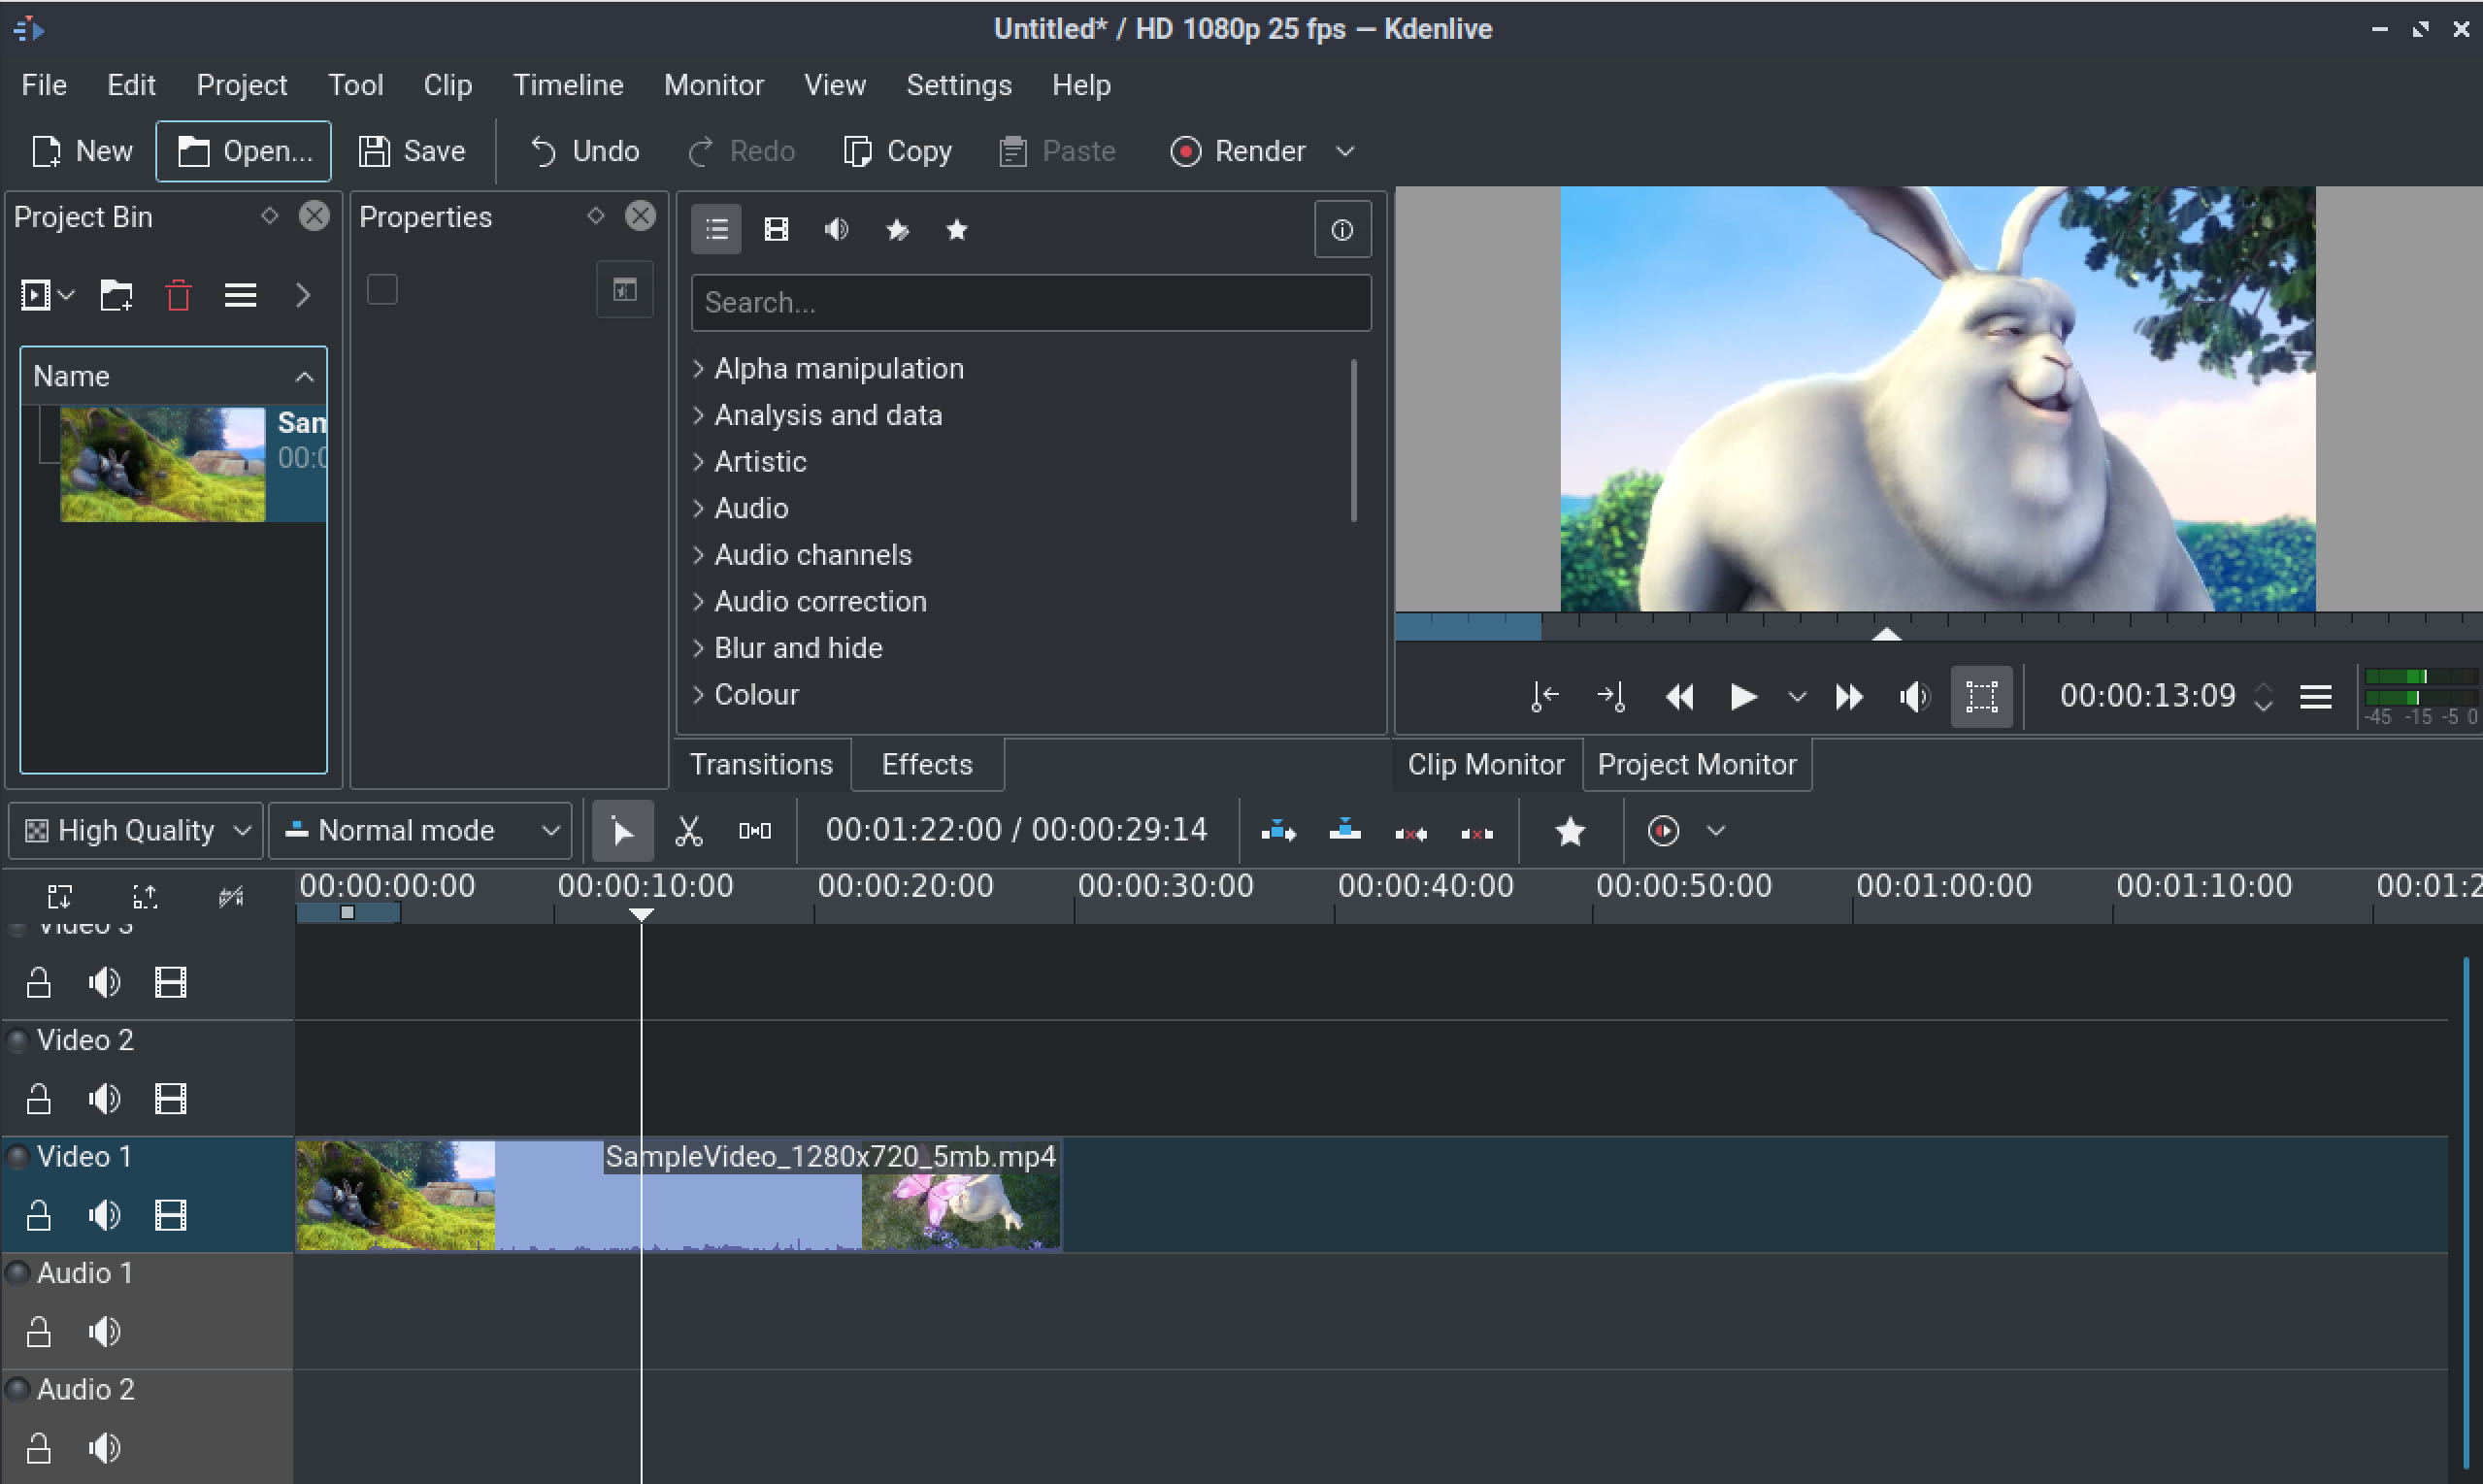 Untitled* / HD 1080p 25 fps — Kdenlive
File Edit Project Tool Clip Timeline Monitor View Settings Help
New Open... Save Undo Redo Copy Paste Render
Project Bin
Properties
Search...
Name
Sam
00:0
Alpha manipulation
Analysis and data
Artistic
Audio
Audio channels
Audio correction
Blur and hide
Colour
00:00:13:09
-45 -15 -5 0
Transitions Effects
Clip Monitor Project Monitor
High Quality Normal mode 00:01:22:00 / 00:00:29:14
00:00:00:00 00:00:10:00 00:00:20:00 00:00:30:00 00:00:40:00 00:00:50:00 00:01:00:00 00:01:10:00 00:01:2
Video 3
Video 2
Video 1
SampleVideo_1280x720_5mb.mp4
Audio 1
Audio 2